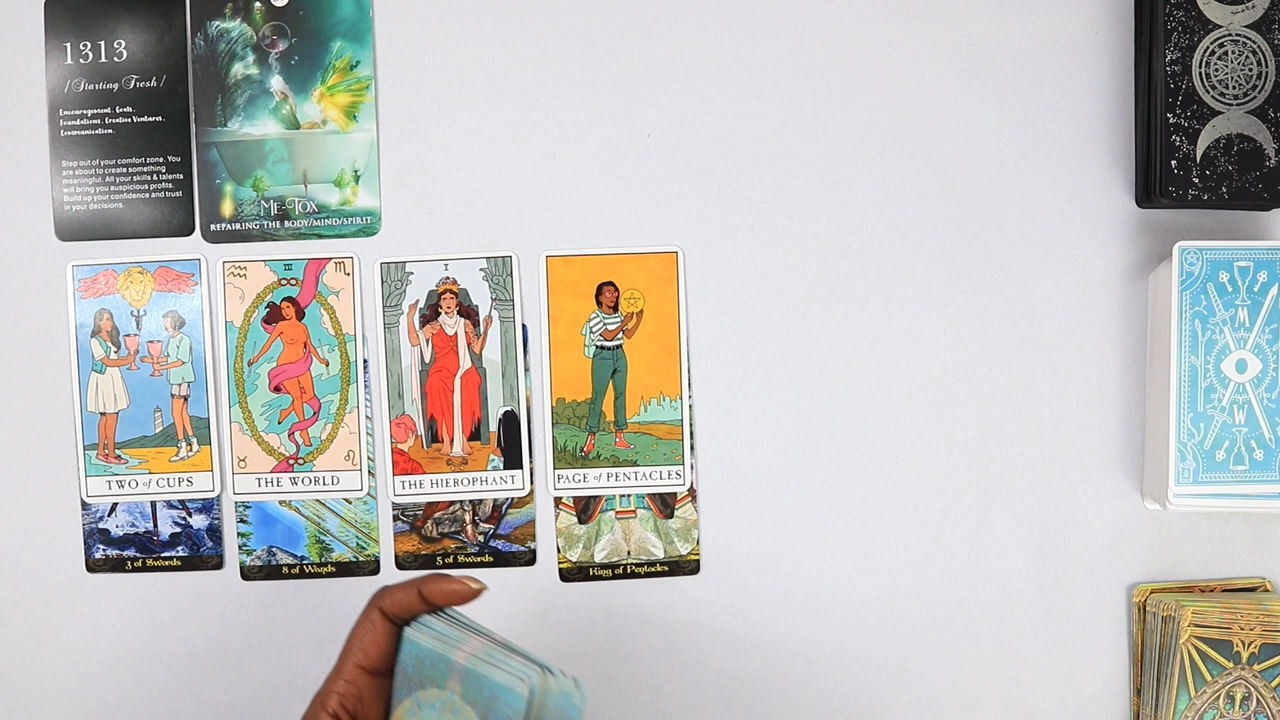 1313
/Starting Fresh/
Encouragement. Goals.
Foundations. Creative Ventures.
Communication.
Step out of your comfort zone. You
are about to create something
meaningful. All your skills & talents
will bring you auspicious profits.
Build up your confidence and trust
in your decisions.
ME-TOX
REPAIRING THE BODY/MIND/SPIRIT
TWO of CUPS
THE WORLD
I
THE HIEROPHANT
PAGE of PENTACLES
3 of Swords
8 of Wands
5 of Swords
King of Pentacles
M
W